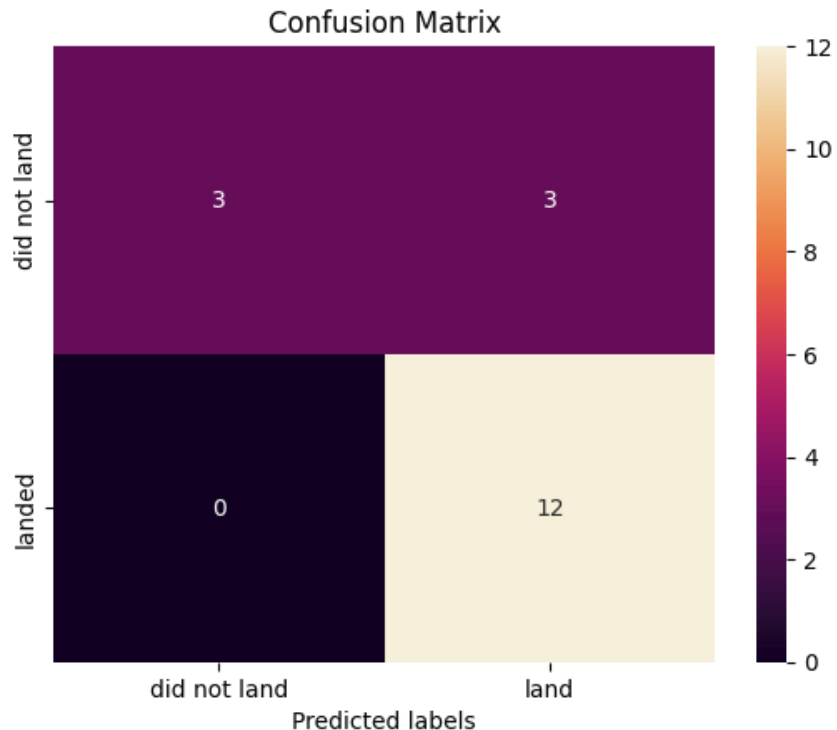 Confusion Matrix
did not land
3
3
landed
0
12
did not land
land
Predicted labels
12
10
8
6
4
2
0